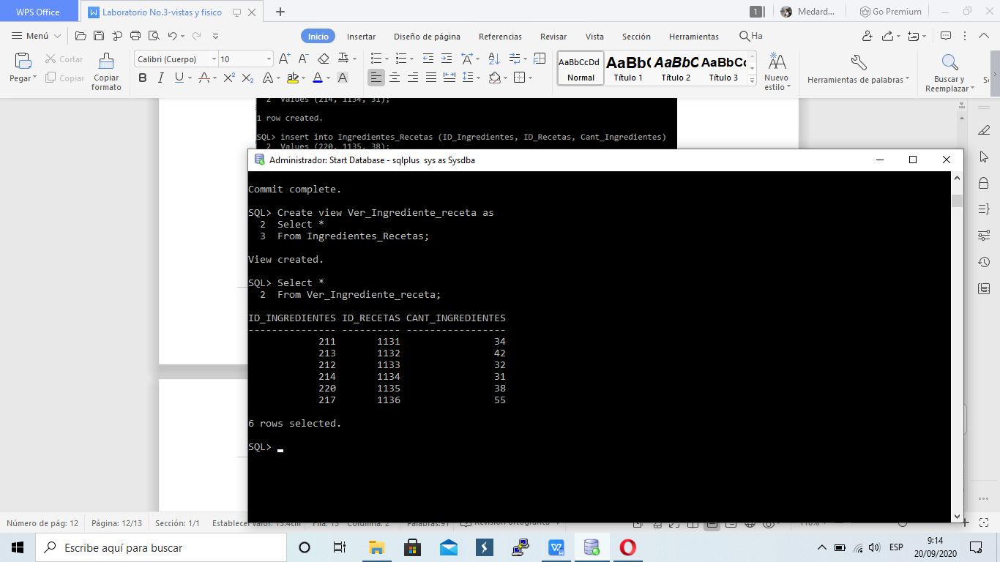 WPS Office
Laboratorio No.3-vistas y fisico
1
Medard...
Go Premium
Menú
Inicio
Insertar
Diseño de página
Referencias
Revisar
Vista
Sección
Herramientas
Ha
Pegar
Cortar
Copiar
Copiar formato
Calibri (Cuerpo)
10
AaBbCcDd
Normal
AaBb(
Título 1
AaBbC
Título 2
AaBbCc
Título 3
Nuevo estilo
Herramientas de palabras
Buscar y Reemplazar
2 Values (214, 1134, 31);
1 row created.
SQL> insert into Ingredientes_Recetas (ID_Ingredientes, ID_Recetas, Cant_Ingredientes)
2 Values (220, 1135, 38);
Administrador: Start Database - sqlplus sys as Sysdba
Commit complete.
SQL> Create view Ver_Ingrediente_receta as
2 Select *
3 From Ingredientes_Recetas;
View created.
SQL> Select *
2 From Ver_Ingrediente_receta;
ID_INGREDIENTES ID_RECETAS CANT_INGREDIENTES
--------------- ---------- -----------------
211 1131 34
213 1132 42
212 1133 32
214 1134 31
220 1135 38
217 1136 55
6 rows selected.
SQL>
Número de pág: 12
Página: 12/13
Sección: 1/1
Establecer valor: 15.4cm
Fila: 15
Columna: 2
Palabras:91
Revisión ortográfica
110%
Escribe aquí para buscar
ESP
9:14
20/09/2020